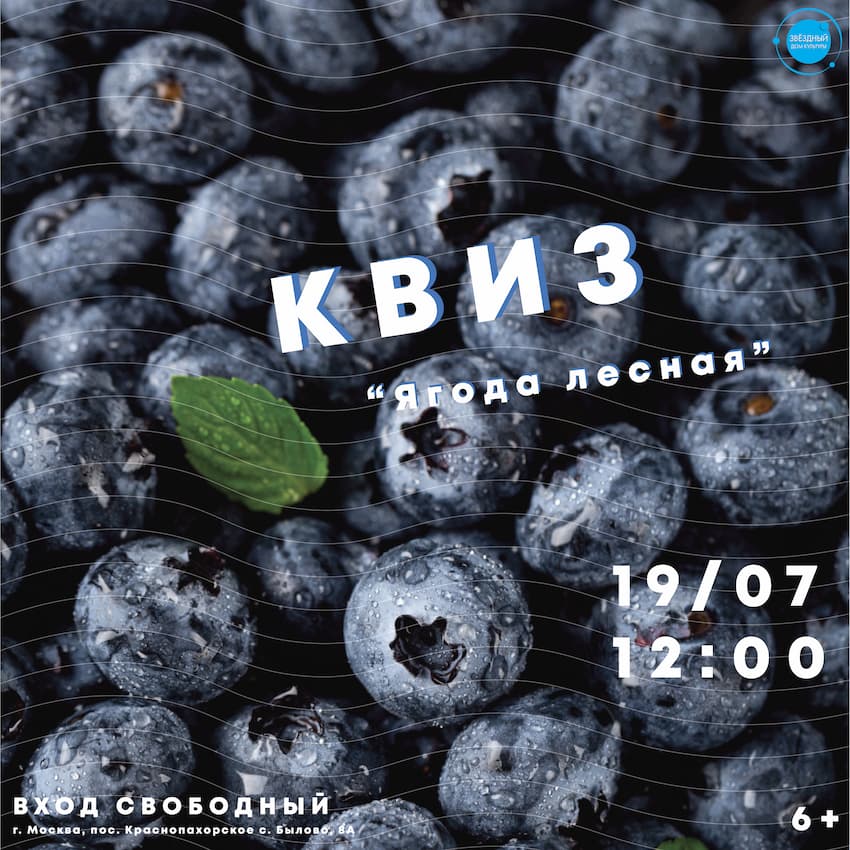 ЗВЁЗДНЫЙ
ДОМ КУЛЬТУРЫ
КВИЗ
“Ягода лесная”
19/07
12:00
ВХОД СВОБОДНЫЙ
г. Москва, пос. Краснопахорское с. Былово, 8А
6+